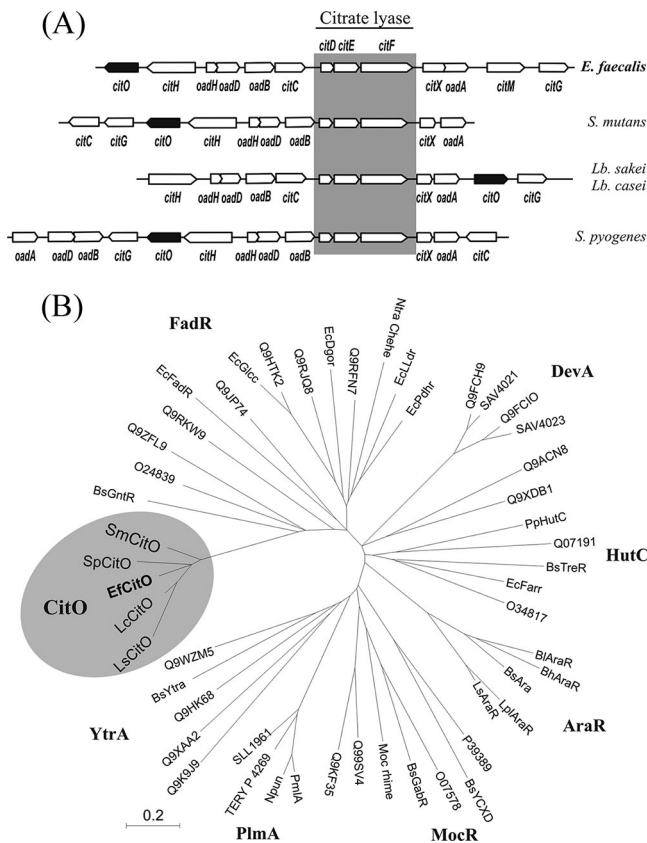 (A)
Citrate lyase
citD citE citF
E. faecalis
citO citH oadH oadD oadB citC citX oadA citM citG
S. mutans
citC citG citO citH oadH oadD oadB citX oadA
Lb. sakei
Lb. casei
citH oadH oadD oadB citC citX oadA citO citG
S. pyogenes
oadA oadD oadB citG citO citH oadH oadD oadB citX oadA citC
(B)
FadR
BsGntR
O24839
Q9ZFL9
Q9RKW9
EcFadR
Q9JP74
EcGlcc
Q9HTK2
Q9RJQ8
EcDgor
Q9RFN7
Ntra Chehe
EcLLdr
EcPdhr
DevA
Q9FCH9
SAV4021
Q9FCIO
SAV4023
Q9ACN8
Q9XDB1
HutC
PpHutC
Q07191
BsTreR
EcFarr
O34817
AraR
BlAraR
BhAraR
BsAra
LplAraR
LsAraR
MocR
P39389
BsYCXD
O07578
BsGabR
Moc rhime
Q99SV4
Q9KF35
PlmA
PmlA
Npun
TERY P 4269
SLL1961
YtrA
Q9K9J9
Q9XAA2
Q9HK68
BsYtra
Q9WZM5
CitO
SmCitO
SpCitO
EfCitO
LcCitO
LsCitO
0.2